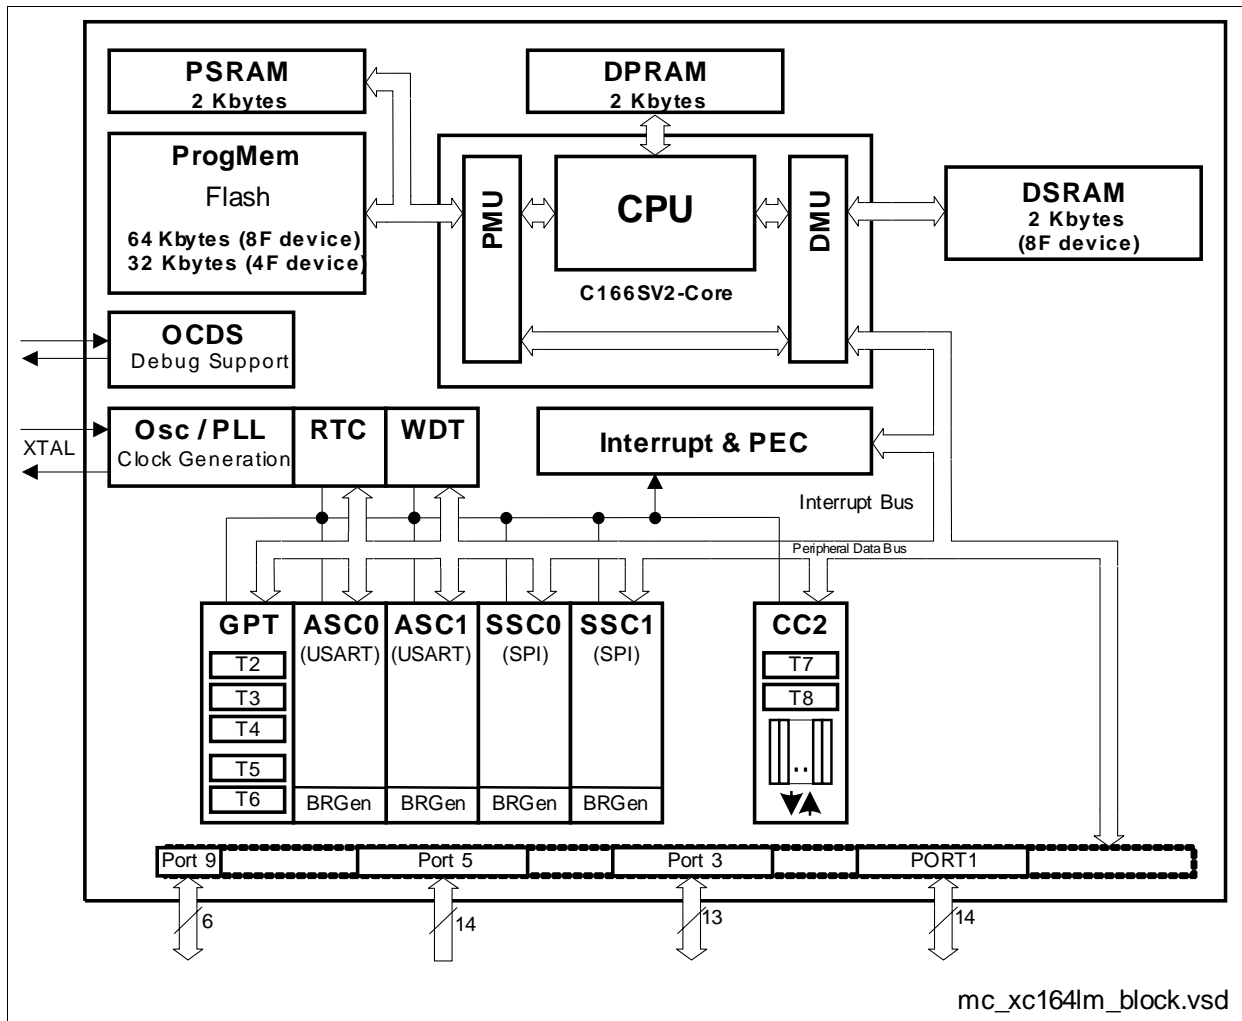 PSRAM
2 Kbytes
DPRAM
2 Kbytes
ProgMem
Flash
64 Kbytes (8F device)
32 Kbytes (4F device)
PMU
CPU
DMU
C166SV2-Core
DSRAM
2 Kbytes
(8F device)
OCDS
Debug Support
XTAL
Osc / PLL
Clock Generation
RTC
WDT
Interrupt & PEC
Interrupt Bus
Peripheral Data Bus
GPT
T2
T3
T4
T5
T6
ASC0
(USART)
BRGen
ASC1
(USART)
BRGen
SSC0
(SPI)
BRGen
SSC1
(SPI)
BRGen
CC2
T7
T8
..
Port 9
Port 5
Port 3
PORT1
6
14
13
14
mc_xc164lm_block.vsd